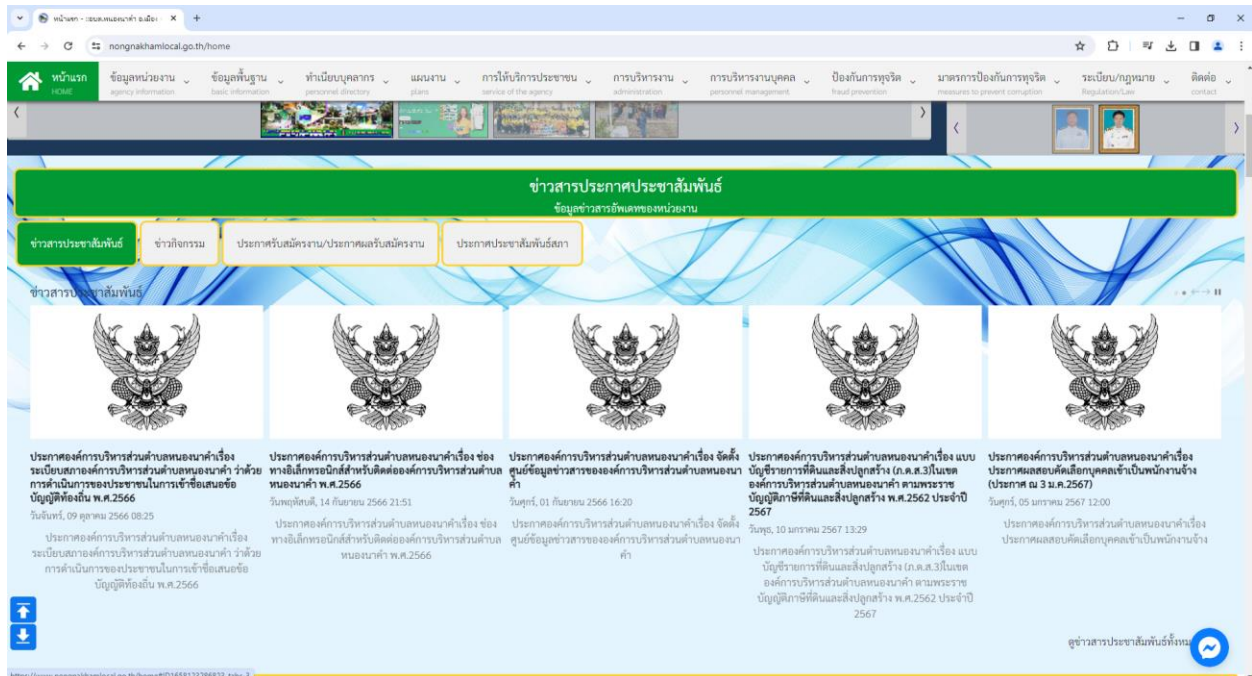 หน้าแรก - :อบต.หนองนาคำ อ.เมือง
nongnakhamlocal.go.th/home
หน้าแรก ข้อมูลหน่วยงาน ข้อมูลพื้นฐาน ทำเนียบบุคลากร แผนงาน การให้บริการประชาชน การบริหารงาน การบริหารงานบุคคล ป้องกันการทุจริต มาตรการป้องกันการทุจริต ระเบียบ/กฎหมาย ติดต่อ
HOME agency information basic information personnel directory plans service of the agency administration personnel management fraud prevention measures to prevent corruption Regulation/Law contact
ข่าวสารประกาศประชาสัมพันธ์
ข้อมูลข่าวสารอัพเดทของหน่วยงาน
ข่าวสารประชาสัมพันธ์ ข่าวกิจกรรม ประกาศรับสมัครงาน/ประกาศผลรับสมัครงาน ประกาศประชาสัมพันธ์สภา
ข่าวสารประชาสัมพันธ์
ประกาศองค์การบริหารส่วนตำบลหนองนาคำเรื่อง
ระเบียบสภาองค์การบริหารส่วนตำบลหนองนาคำ ว่าด้วย
การดำเนินการของประชาชนในการเข้าชื่อเสนอข้อ
บัญญัติท้องถิ่น พ.ศ.2566
วันจันทร์, 09 ตุลาคม 2566 08:25
ประกาศองค์การบริหารส่วนตำบลหนองนาคำเรื่อง
ระเบียบสภาองค์การบริหารส่วนตำบลหนองนาคำ ว่าด้วย
การดำเนินการของประชาชนในการเข้าชื่อเสนอข้อ
บัญญัติท้องถิ่น พ.ศ.2566
ประกาศองค์การบริหารส่วนตำบลหนองนาคำเรื่อง ช่อง
ทางอิเล็กทรอนิกส์สำหรับติดต่อองค์การบริหารส่วนตำบล
หนองนาคำ พ.ศ.2566
วันพฤหัสบดี, 14 กันยายน 2566 21:51
ประกาศองค์การบริหารส่วนตำบลหนองนาคำเรื่อง ช่อง
ทางอิเล็กทรอนิกส์สำหรับติดต่อองค์การบริหารส่วนตำบล
หนองนาคำ พ.ศ.2566
ประกาศองค์การบริหารส่วนตำบลหนองนาคำเรื่อง จัดตั้ง
ศูนย์ข้อมูลข่าวสารขององค์การบริหารส่วนตำบลหนองนา
คำ
วันศุกร์, 01 กันยายน 2566 16:20
ประกาศองค์การบริหารส่วนตำบลหนองนาคำเรื่อง จัดตั้ง
ศูนย์ข้อมูลข่าวสารขององค์การบริหารส่วนตำบลหนองนา
คำ
ประกาศองค์การบริหารส่วนตำบลหนองนาคำเรื่อง แบบ
บัญชีรายการที่ดินและสิ่งปลูกสร้าง (ภ.ด.ส.3)ในเขต
องค์การบริหารส่วนตำบลหนองนาคำ ตามพระราช
บัญญัติภาษีที่ดินและสิ่งปลูกสร้าง พ.ศ.2562 ประจำปี
2567
วันพุธ, 10 มกราคม 2567 13:29
ประกาศองค์การบริหารส่วนตำบลหนองนาคำเรื่อง แบบ
บัญชีรายการที่ดินและสิ่งปลูกสร้าง (ภ.ด.ส.3)ในเขต
องค์การบริหารส่วนตำบลหนองนาคำ ตามพระราช
บัญญัติภาษีที่ดินและสิ่งปลูกสร้าง พ.ศ.2562 ประจำปี
2567
ประกาศองค์การบริหารส่วนตำบลหนองนาคำเรื่อง
ประกาศผลสอบคัดเลือกบุคคลเข้าเป็นพนักงานจ้าง
(ประกาศ ณ 3 ม.ค.2567)
วันศุกร์, 05 มกราคม 2567 12:00
ประกาศองค์การบริหารส่วนตำบลหนองนาคำเรื่อง
ประกาศผลสอบคัดเลือกบุคคลเข้าเป็นพนักงานจ้าง
ดูข่าวสารประชาสัมพันธ์ทั้งหม